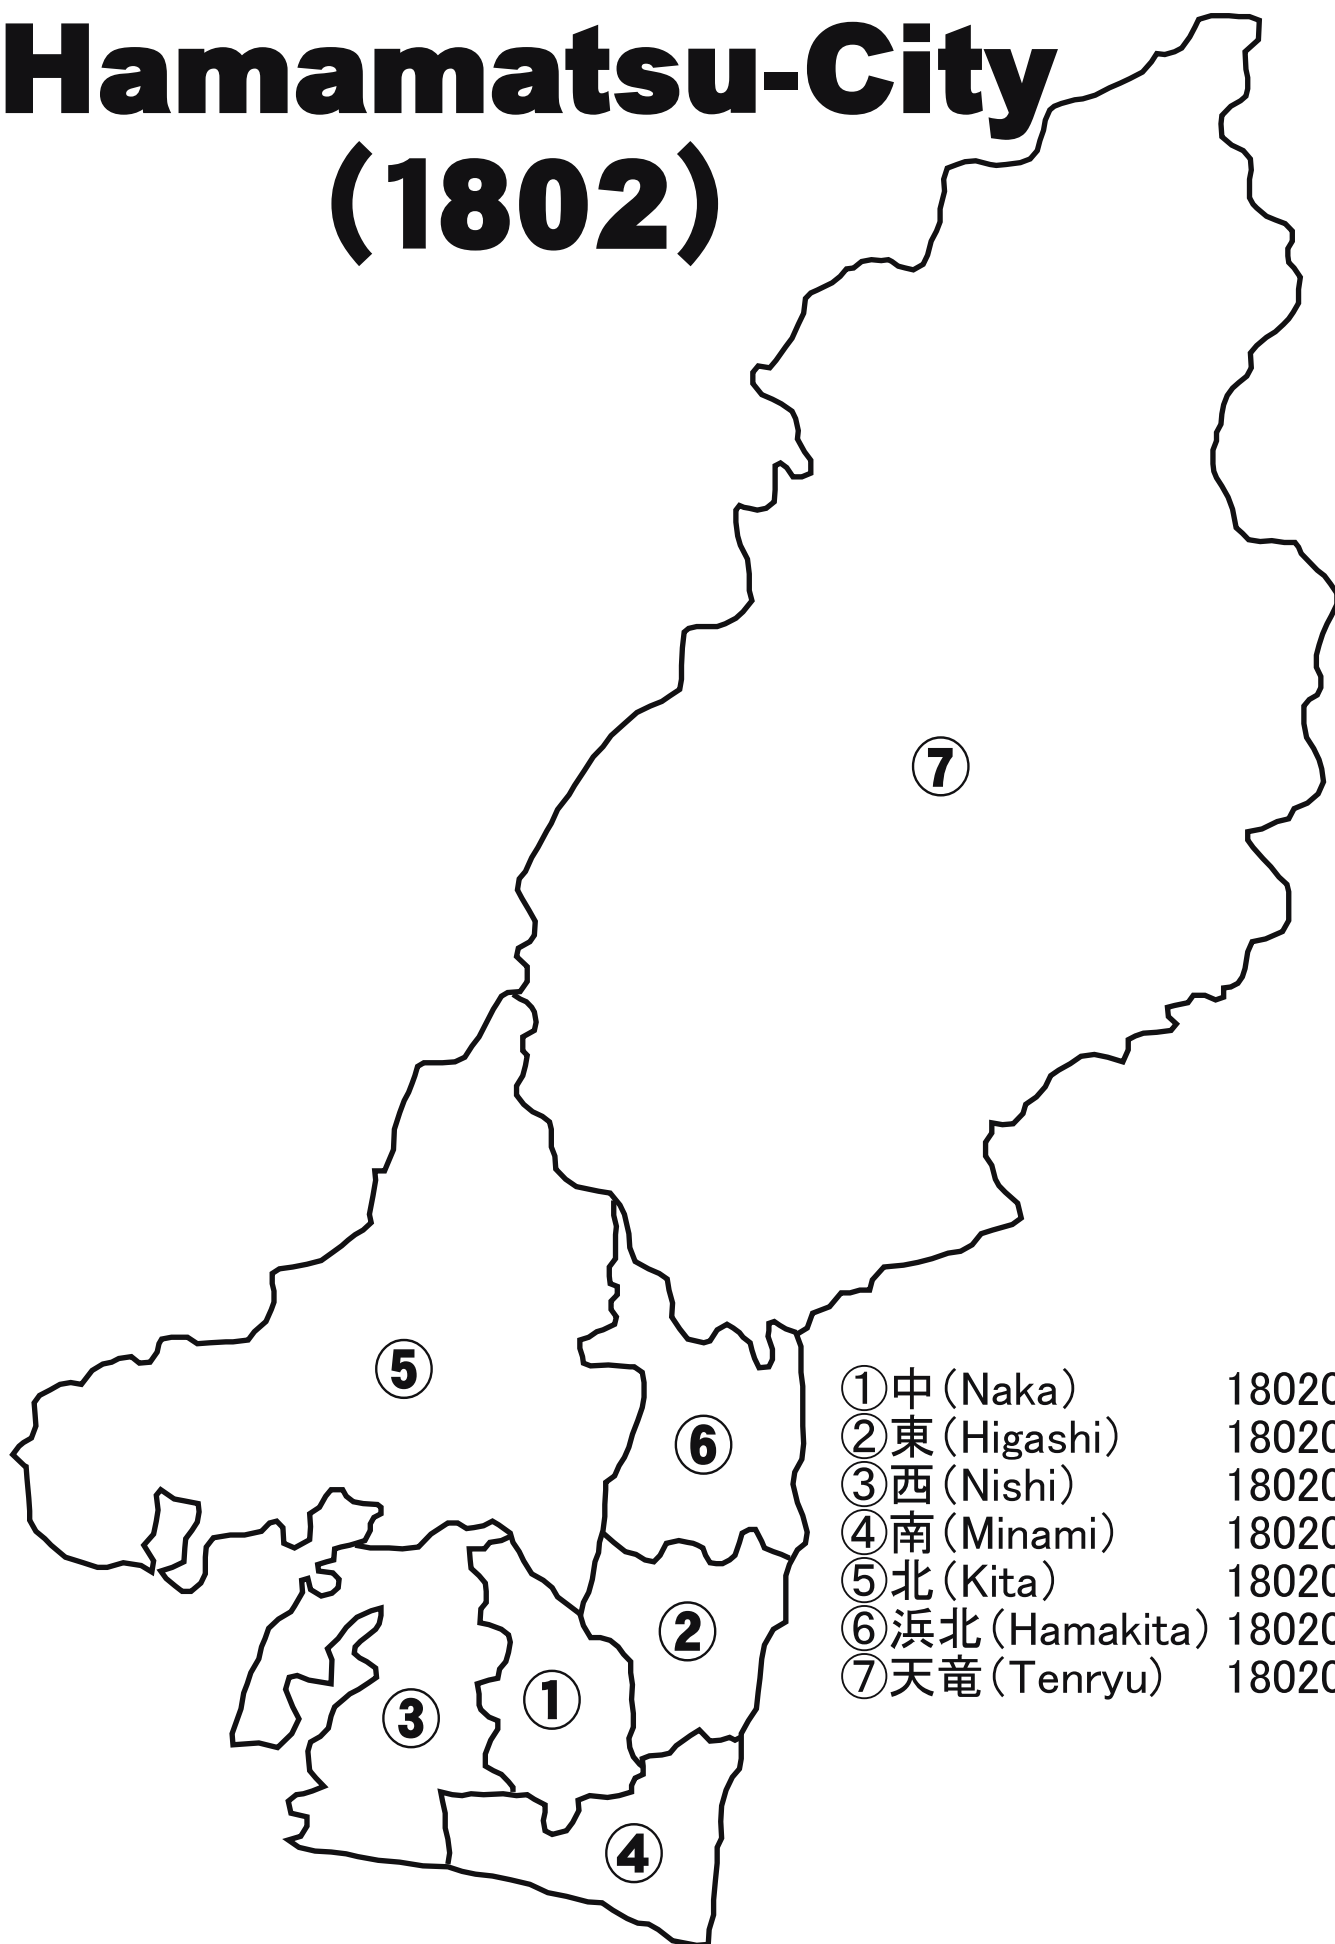 Hamamatsu-City
(1802)
⑦
⑤
⑥
②
①
③
④
①中(Naka) 18020
②東(Higashi) 18020
③西(Nishi) 18020
④南(Minami) 18020
⑤北(Kita) 18020
⑥浜北(Hamakita) 18020
⑦天竜(Tenryu) 18020